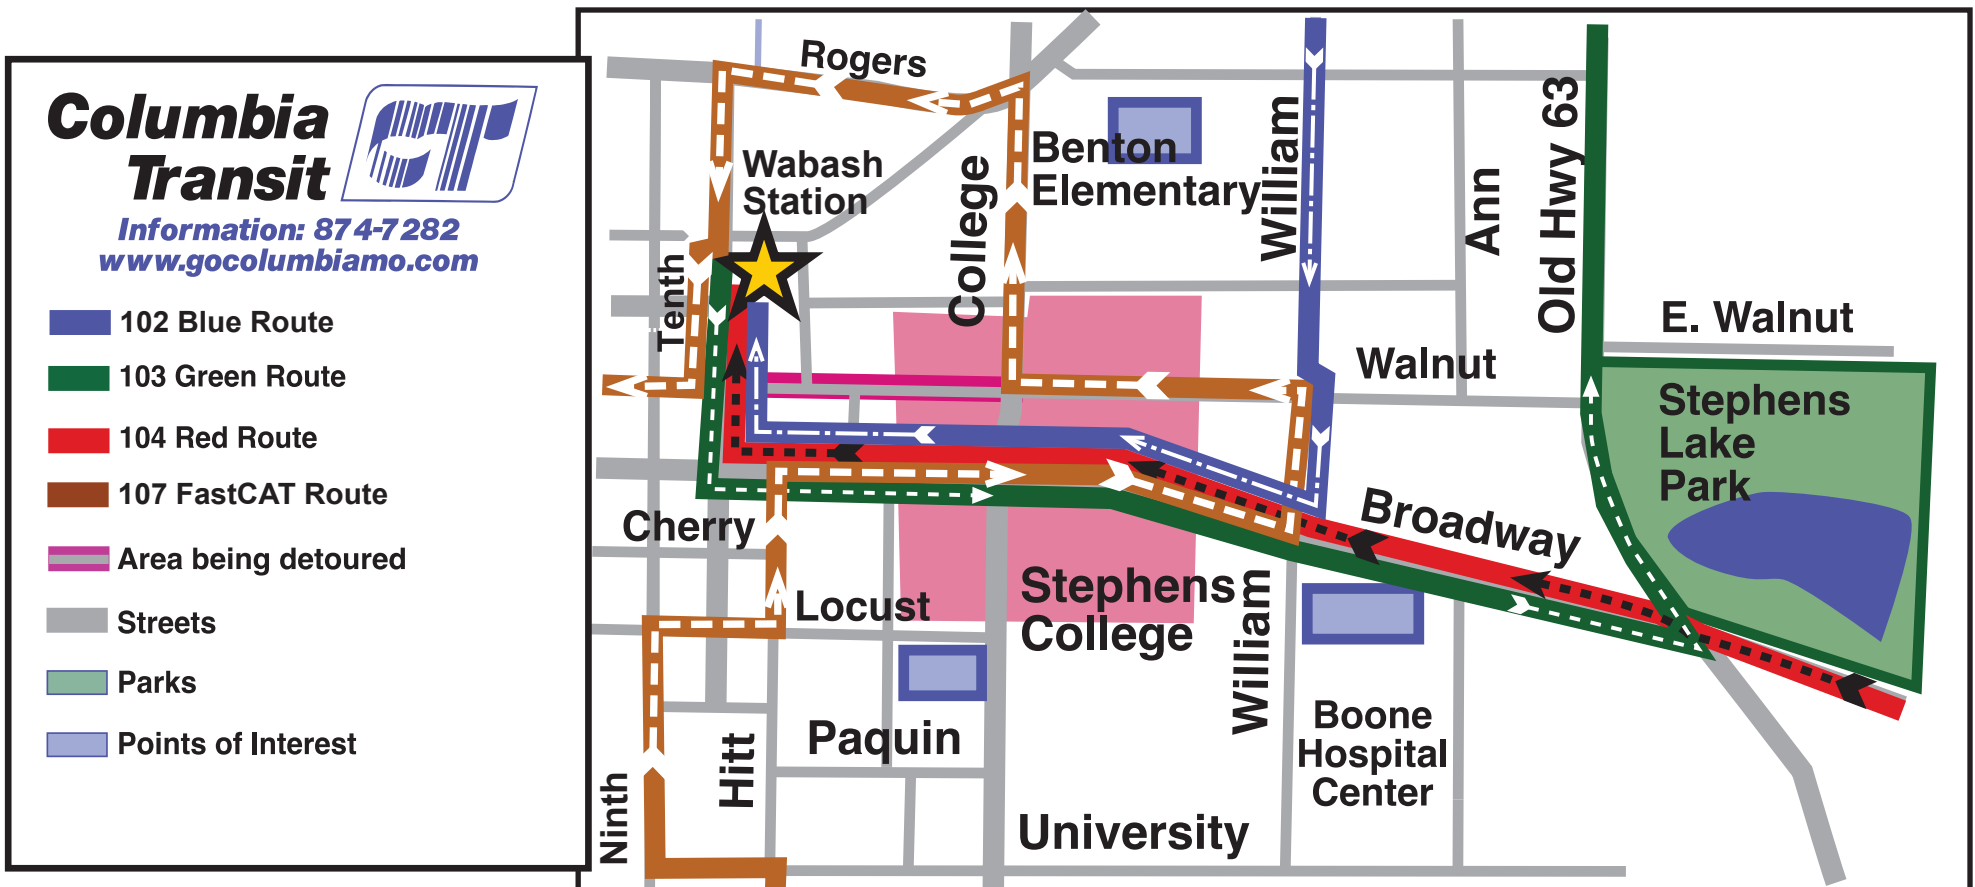 Columbia
Transit
CT
Information: 874-7282
www.gocolumbiamo.com
102 Blue Route
103 Green Route
104 Red Route
107 FastCAT Route
Area being detoured
Streets
Parks
Points of Interest
Rogers
Wabash
Station
Tenth
College
Benton
Elementary
William
Ann
Old Hwy 63
E. Walnut
Walnut
Stephens
Lake
Park
Broadway
Cherry
Locust
Stephens
College
William
Boone
Hospital
Center
Paquin
Hitt
Ninth
University